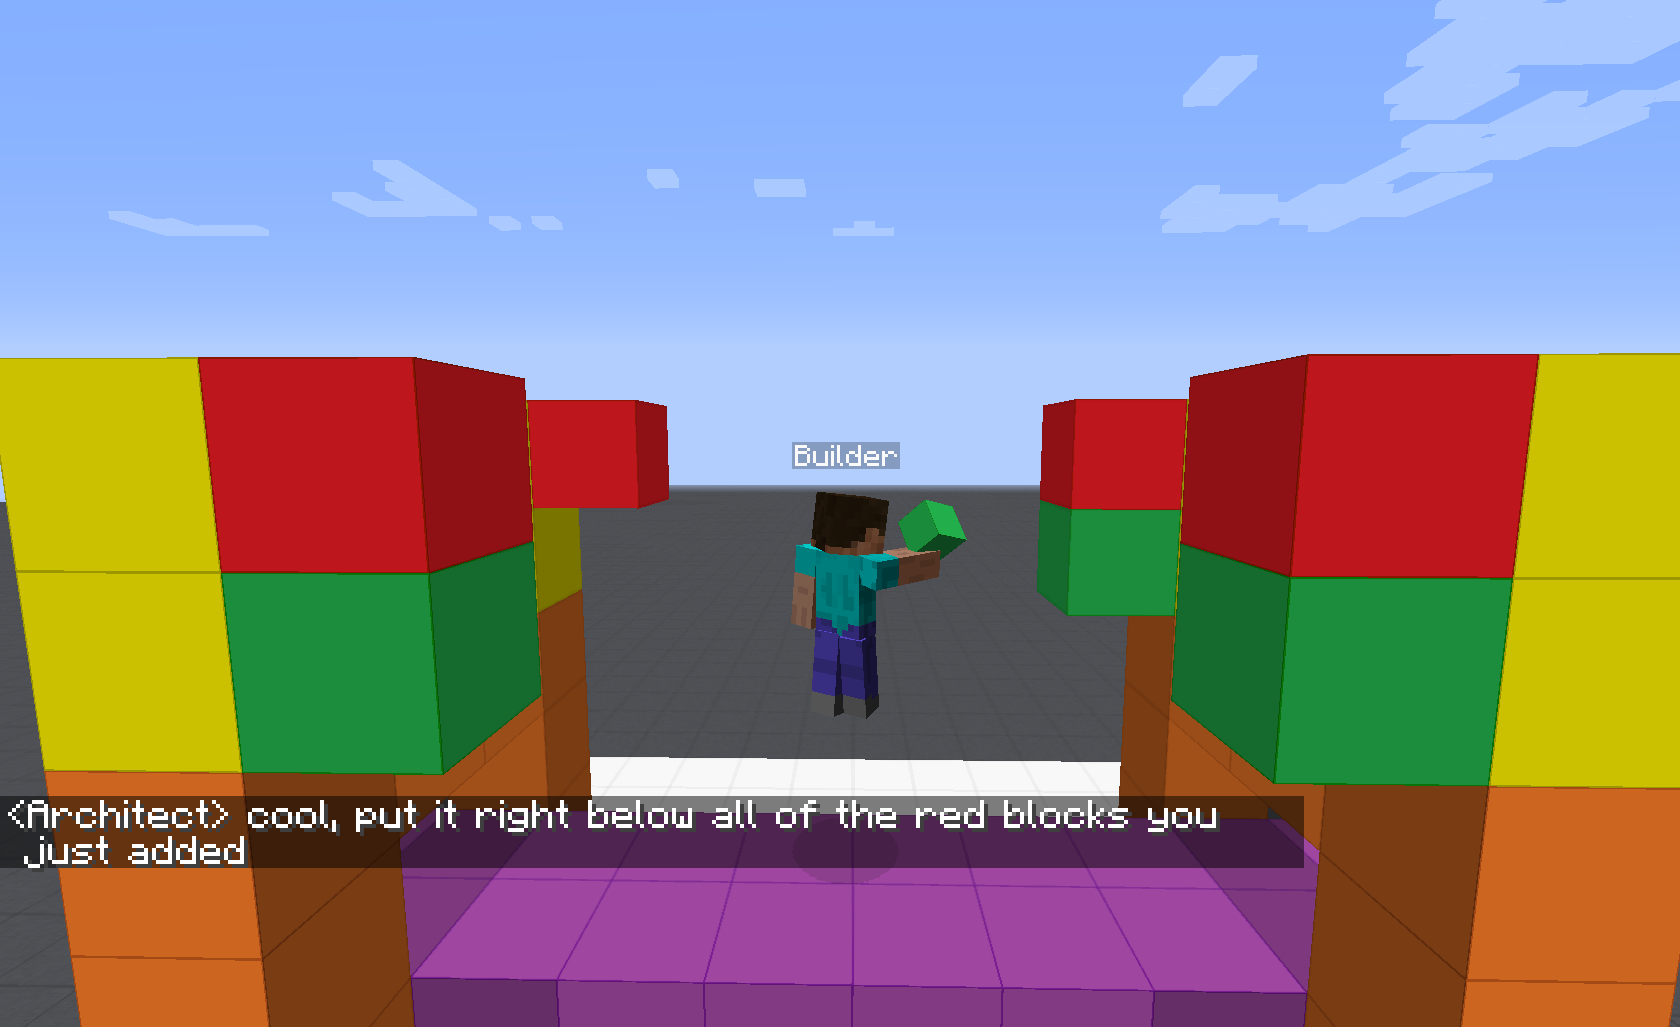 Builder
<Architect> cool, put it right below all of the red blocks you
just added